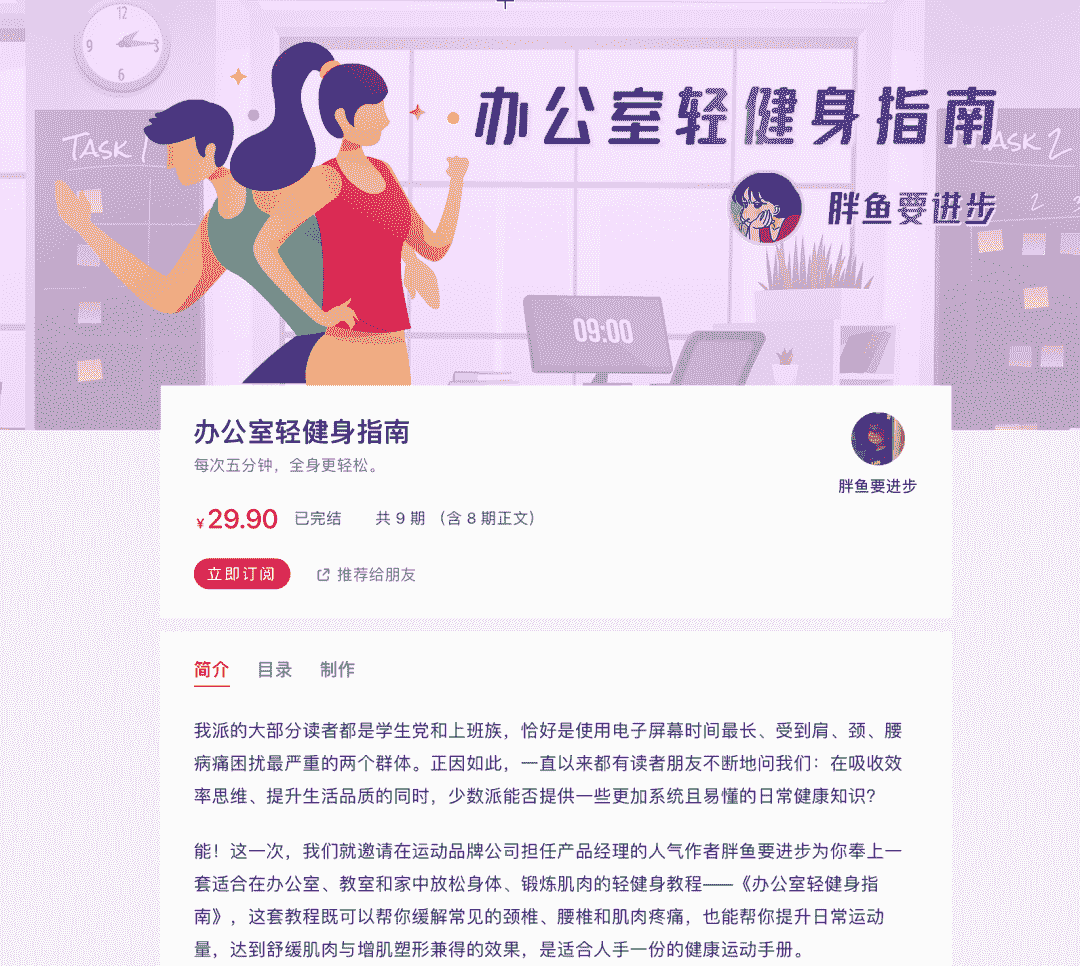 12
9
3
6
TASK 1
办公室轻健身指南
TASK 2
胖鱼要进步
2
3
09:00
办公室轻健身指南
每次五分钟，全身更轻松。
胖鱼要进步
¥29.90 已完结 共 9 期 （含 8 期正文）
立即订阅 推荐给朋友
简介 目录 制作
我派的大部分读者都是学生党和上班族，恰好是使用电子屏幕时间最长、受到肩、颈、腰
病痛困扰最严重的两个群体。正因如此，一直以来都有读者朋友不断地问我们：在吸收效
率思维、提升生活品质的同时，少数派能否提供一些更加系统且易懂的日常健康知识？
能！这一次，我们就邀请在运动品牌公司担任产品经理的人气作者胖鱼要进步为你奉上一
套适合在办公室、教室和家中放松身体、锻炼肌肉的轻健身教程——《办公室轻健身指
南》，这套教程既可以帮你缓解常见的颈椎、腰椎和肌肉疼痛，也能帮你提升日常运动
量，达到舒缓肌肉与增肌塑形兼得的效果，是适合人手一份的健康运动手册。